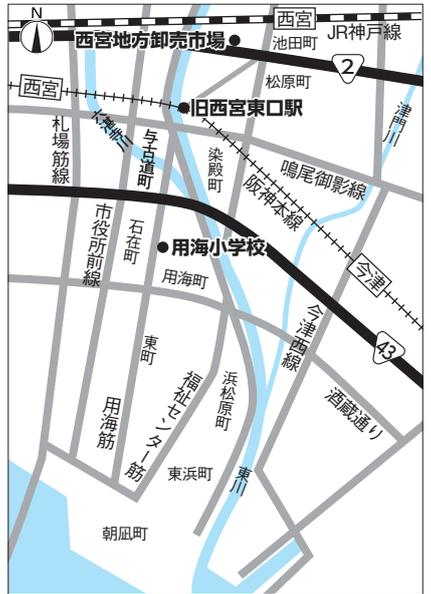 N
西宮
JR神戸線
西宮地方卸売市場
池田町
2
松原町
西宮
旧西宮東口駅
津門川
札場筋線
六湛寺川
与古道町
染殿町
鳴尾御影線
阪神本線
市役所前線
石在町
用海小学校
今津
用海町
今津西線
43
東町
福祉センター筋
浜松原町
酒蔵通り
用海筋
東浜町
東川
朝凪町